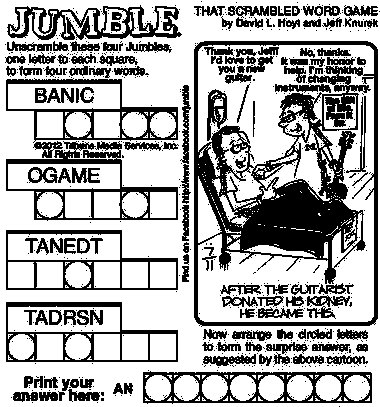 JUMBLE
THAT SCRAMBLED WORD GAME
by David L. Hoyt and Jeff Knurek
Unscramble these four Jumbles,
one letter to each square,
to form four ordinary words.
BANIC
©2012 Tribune Media Services, Inc.
All Rights Reserved.
OGAME
TANEDT
TADRSN
Find us on Facebook http://www.facebook.com/jumble
Thank you, Jeff!
I'd love to get
you a new
guitar.
No, thanks.
It was my honor to
help. I'm thinking
of changing
instruments, anyway.
AFTER THE GUITARIST
DONATED HIS KIDNEY,
HE BECAME THIS.
Now arrange the circled letters
to form the surprise answer, as
suggested by the above cartoon.
Print your
answer here:
AN